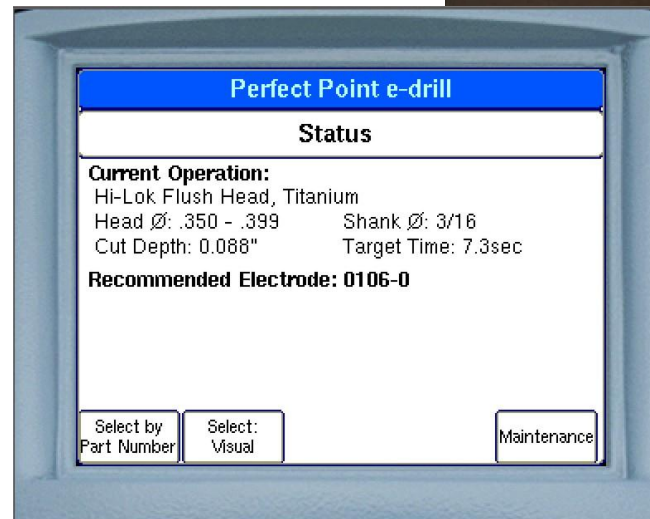 Perfect Point e-drill
Status
Current Operation:
Hi-Lok Flush Head, Titanium
Head Ø: .350 - .399 Shank Ø: 3/16
Cut Depth: 0.088" Target Time: 7.3sec
Recommended Electrode: 0106-0
Select by Part Number
Select: Visual
Maintenance